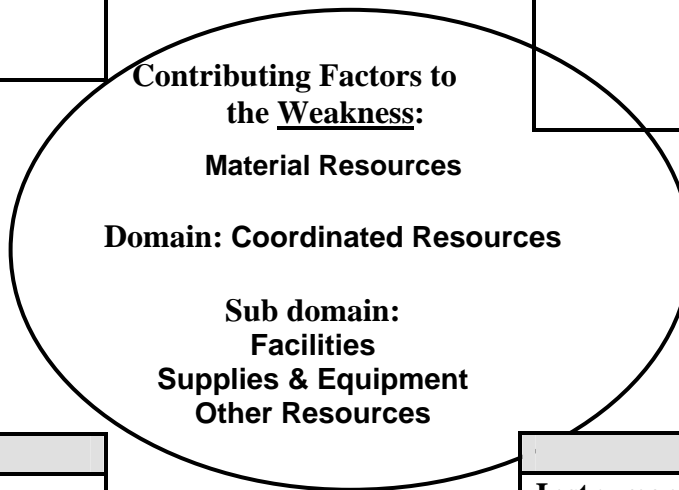 Contributing Factors to
the Weakness:
Material Resources
Domain: Coordinated Resources
Sub domain:
Facilities
Supplies & Equipment
Other Resources